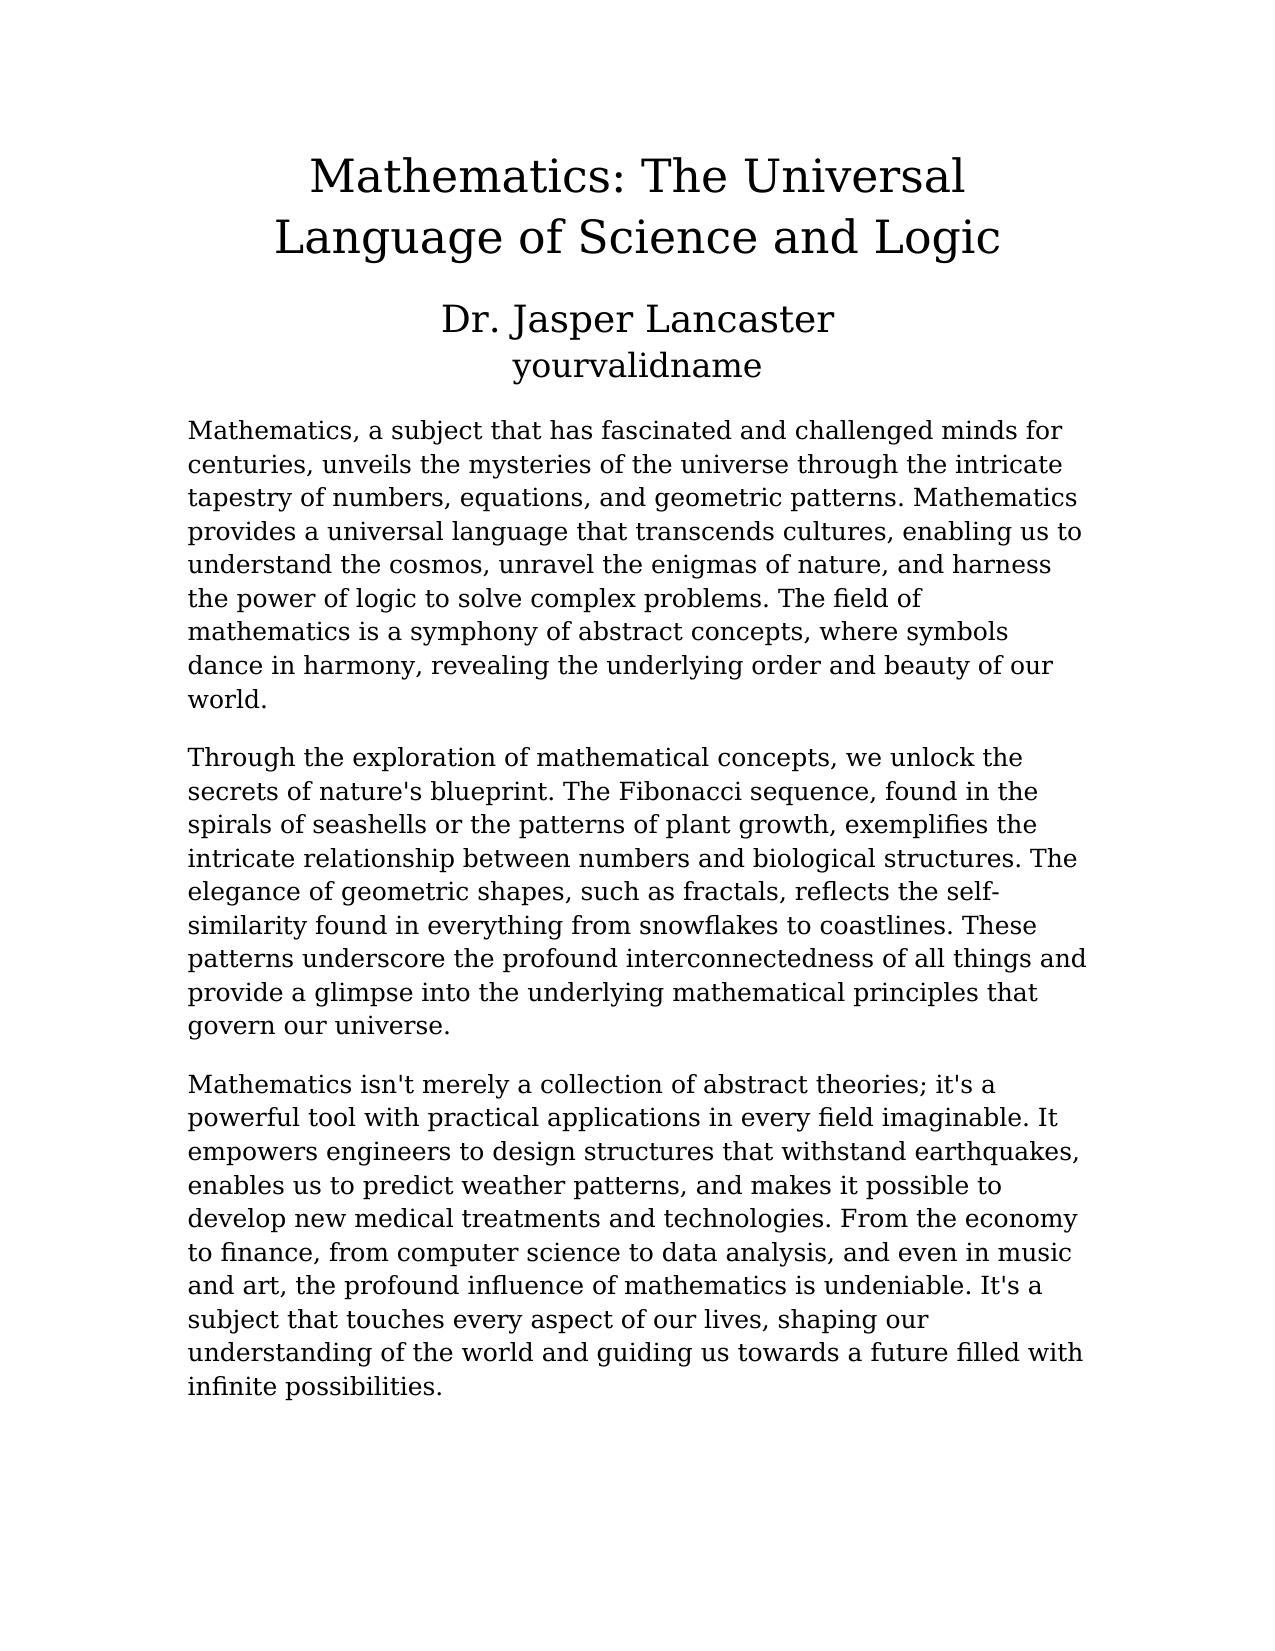 Mathematics: The Universal
Language of Science and Logic
Dr. Jasper Lancaster
yourvalidname
Mathematics, a subject that has fascinated and challenged minds for
centuries, unveils the mysteries of the universe through the intricate
tapestry of numbers, equations, and geometric patterns. Mathematics
provides a universal language that transcends cultures, enabling us to
understand the cosmos, unravel the enigmas of nature, and harness
the power of logic to solve complex problems. The field of
mathematics is a symphony of abstract concepts, where symbols
dance in harmony, revealing the underlying order and beauty of our
world.
Through the exploration of mathematical concepts, we unlock the
secrets of nature's blueprint. The Fibonacci sequence, found in the
spirals of seashells or the patterns of plant growth, exemplifies the
intricate relationship between numbers and biological structures. The
elegance of geometric shapes, such as fractals, reflects the self-
similarity found in everything from snowflakes to coastlines. These
patterns underscore the profound interconnectedness of all things and
provide a glimpse into the underlying mathematical principles that
govern our universe.
Mathematics isn't merely a collection of abstract theories; it's a
powerful tool with practical applications in every field imaginable. It
empowers engineers to design structures that withstand earthquakes,
enables us to predict weather patterns, and makes it possible to
develop new medical treatments and technologies. From the economy
to finance, from computer science to data analysis, and even in music
and art, the profound influence of mathematics is undeniable. It's a
subject that touches every aspect of our lives, shaping our
understanding of the world and guiding us towards a future filled with
infinite possibilities.